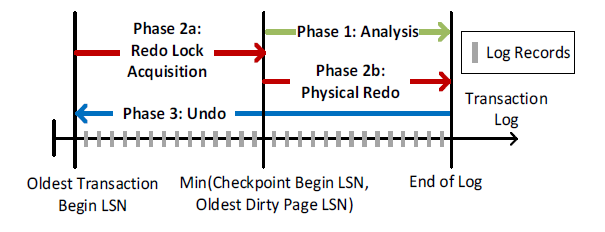 Phase 2a:
Redo Lock
Acquisition
Phase 1: Analysis
Log Records
Phase 2b:
Physical Redo
Phase 3: Undo
Transaction
Log
Oldest Transaction
Begin LSN
Min(Checkpoint Begin LSN,
Oldest Dirty Page LSN)
End of Log